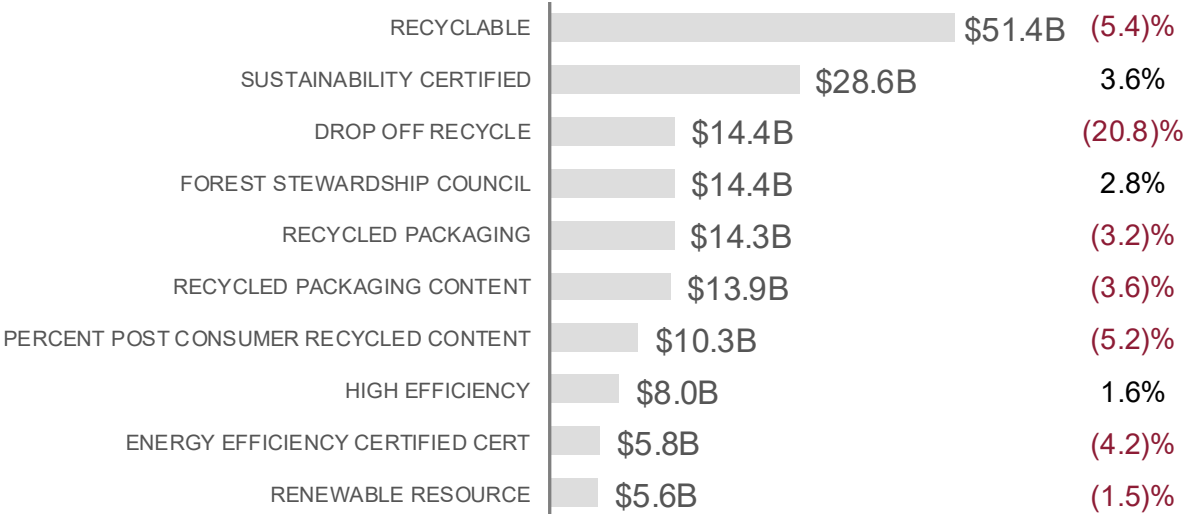 RECYCLABLE $51.4B (5.4)%
SUSTAINABILITY CERTIFIED $28.6B 3.6%
DROP OFF RECYCLE $14.4B (20.8)%
FOREST STEWARDSHIP COUNCIL $14.4B 2.8%
RECYCLED PACKAGING $14.3B (3.2)%
RECYCLED PACKAGING CONTENT $13.9B (3.6)%
PERCENT POST CONSUMER RECYCLED CONTENT $10.3B (5.2)%
HIGH EFFICIENCY $8.0B 1.6%
ENERGY EFFICIENCY CERTIFIED CERT $5.8B (4.2)%
RENEWABLE RESOURCE $5.6B (1.5)%